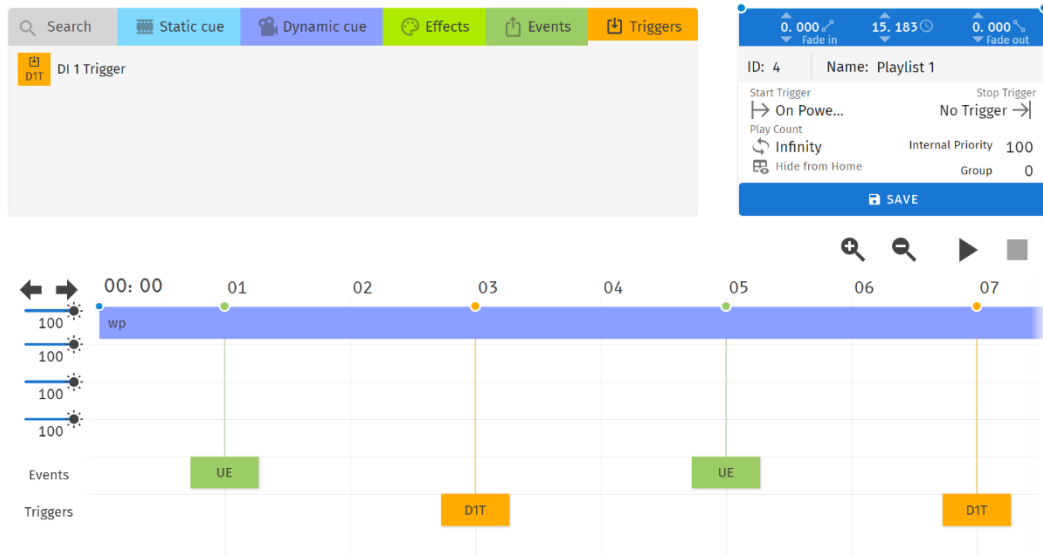 Search Static cue Dynamic cue Effects Events Triggers
D1T DI 1 Trigger
0. 000 15. 183 0. 000
Fade in Fade out
ID: 4 Name: Playlist 1
Start Trigger Stop Trigger
On Powe... No Trigger
Play Count
Infinity Internal Priority 100
Hide from Home Group 0
SAVE
00: 00 01 02 03 04 05 06 07
100 wp
100
100
100
Events UE UE
Triggers D1T D1T